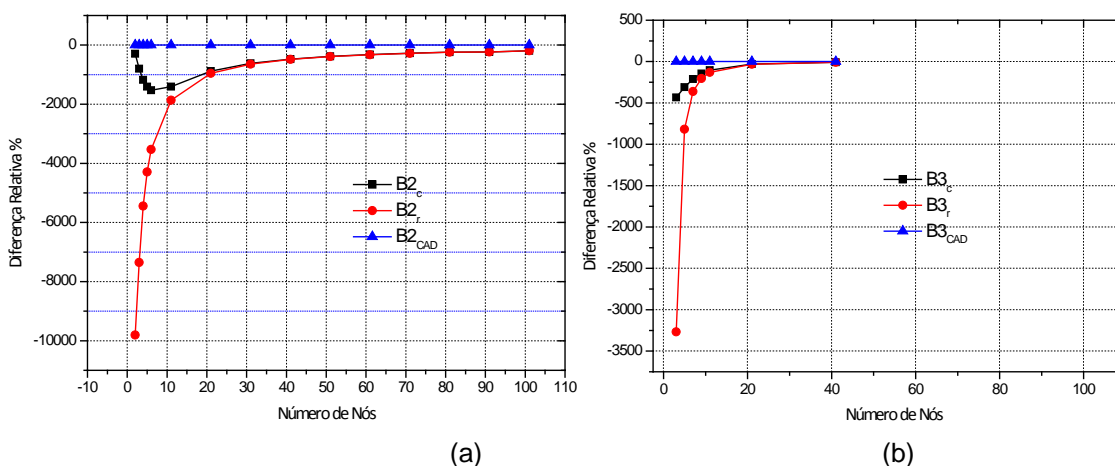 0
-2000
-4000
-6000
-8000
-10000
-10 0 10 20 30 40 50 60 70 80 90 100 110
Diferença Relativa %
Número de Nós
B2c
B2r
B2CAD
(a)
500
0
-500
-1000
-1500
-2000
-2500
-3000
-3500
0 20 40 60 80 100
Diferença Relativa %
Número de Nós
B3c
B3r
B3CAD
(b)